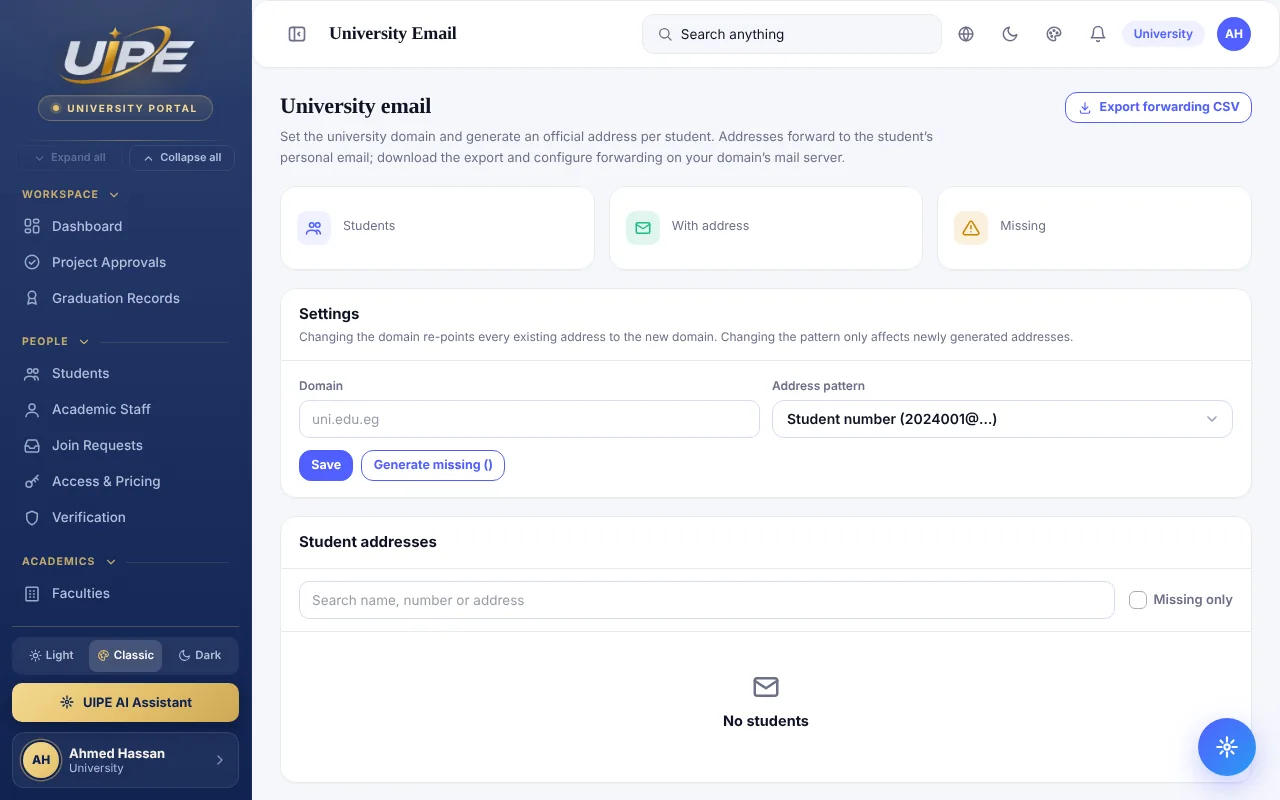 UIPE
UNIVERSITY PORTAL
Expand all
Collapse all
WORKSPACE
Dashboard
Project Approvals
Graduation Records
PEOPLE
Students
Academic Staff
Join Requests
Access & Pricing
Verification
ACADEMICS
Faculties
Light
Classic
Dark
UIPE AI Assistant
AH
Ahmed Hassan
University
University Email
Search anything
University
AH
University email
Export forwarding CSV
Set the university domain and generate an official address per student. Addresses forward to the student’s
personal email; download the export and configure forwarding on your domain’s mail server.
Students
With address
Missing
Settings
Changing the domain re-points every existing address to the new domain. Changing the pattern only affects newly generated addresses.
Domain
Address pattern
uni.edu.eg
Student number (2024001@...)
Save
Generate missing ()
Student addresses
Search name, number or address
Missing only
No students